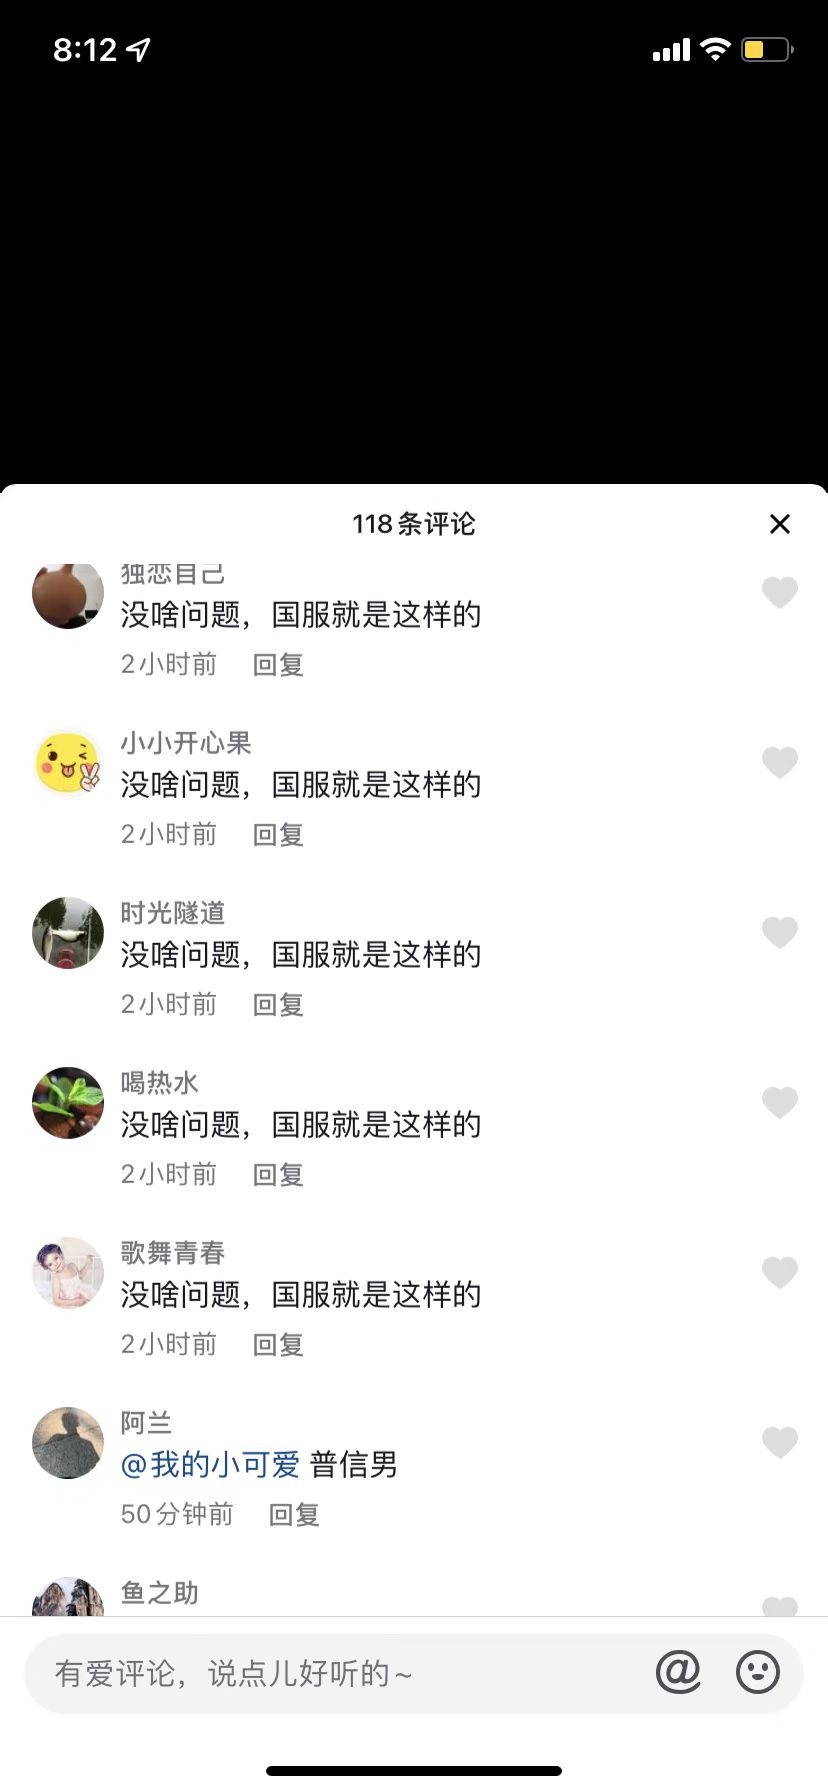 8:12
118条评论
独恋自己
没啥问题，国服就是这样的
2小时前 回复
小小开心果
没啥问题，国服就是这样的
2小时前 回复
时光隧道
没啥问题，国服就是这样的
2小时前 回复
喝热水
没啥问题，国服就是这样的
2小时前 回复
歌舞青春
没啥问题，国服就是这样的
2小时前 回复
阿兰
@我的小可爱 普信男
50分钟前 回复
鱼之助
有爱评论，说点儿好听的~
@